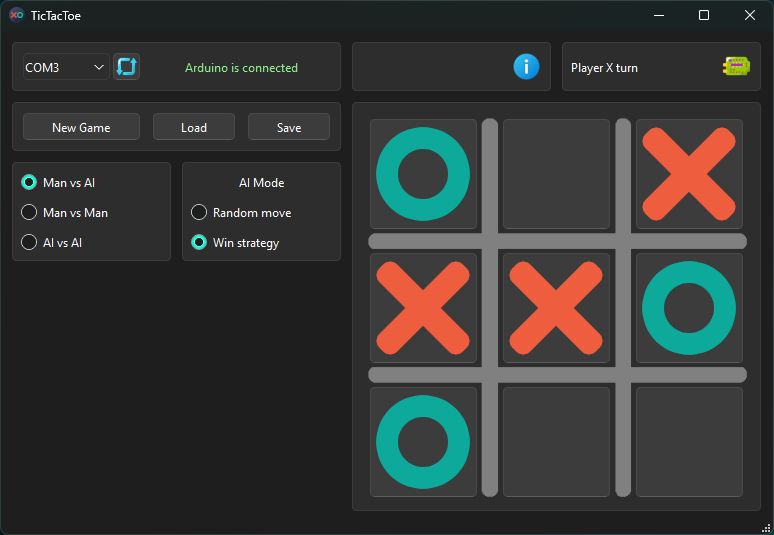 TicTacToe
COM3
Arduino is connected
Player X turn
New Game
Load
Save
Man vs AI
Man vs Man
AI vs AI
AI Mode
Random move
Win strategy